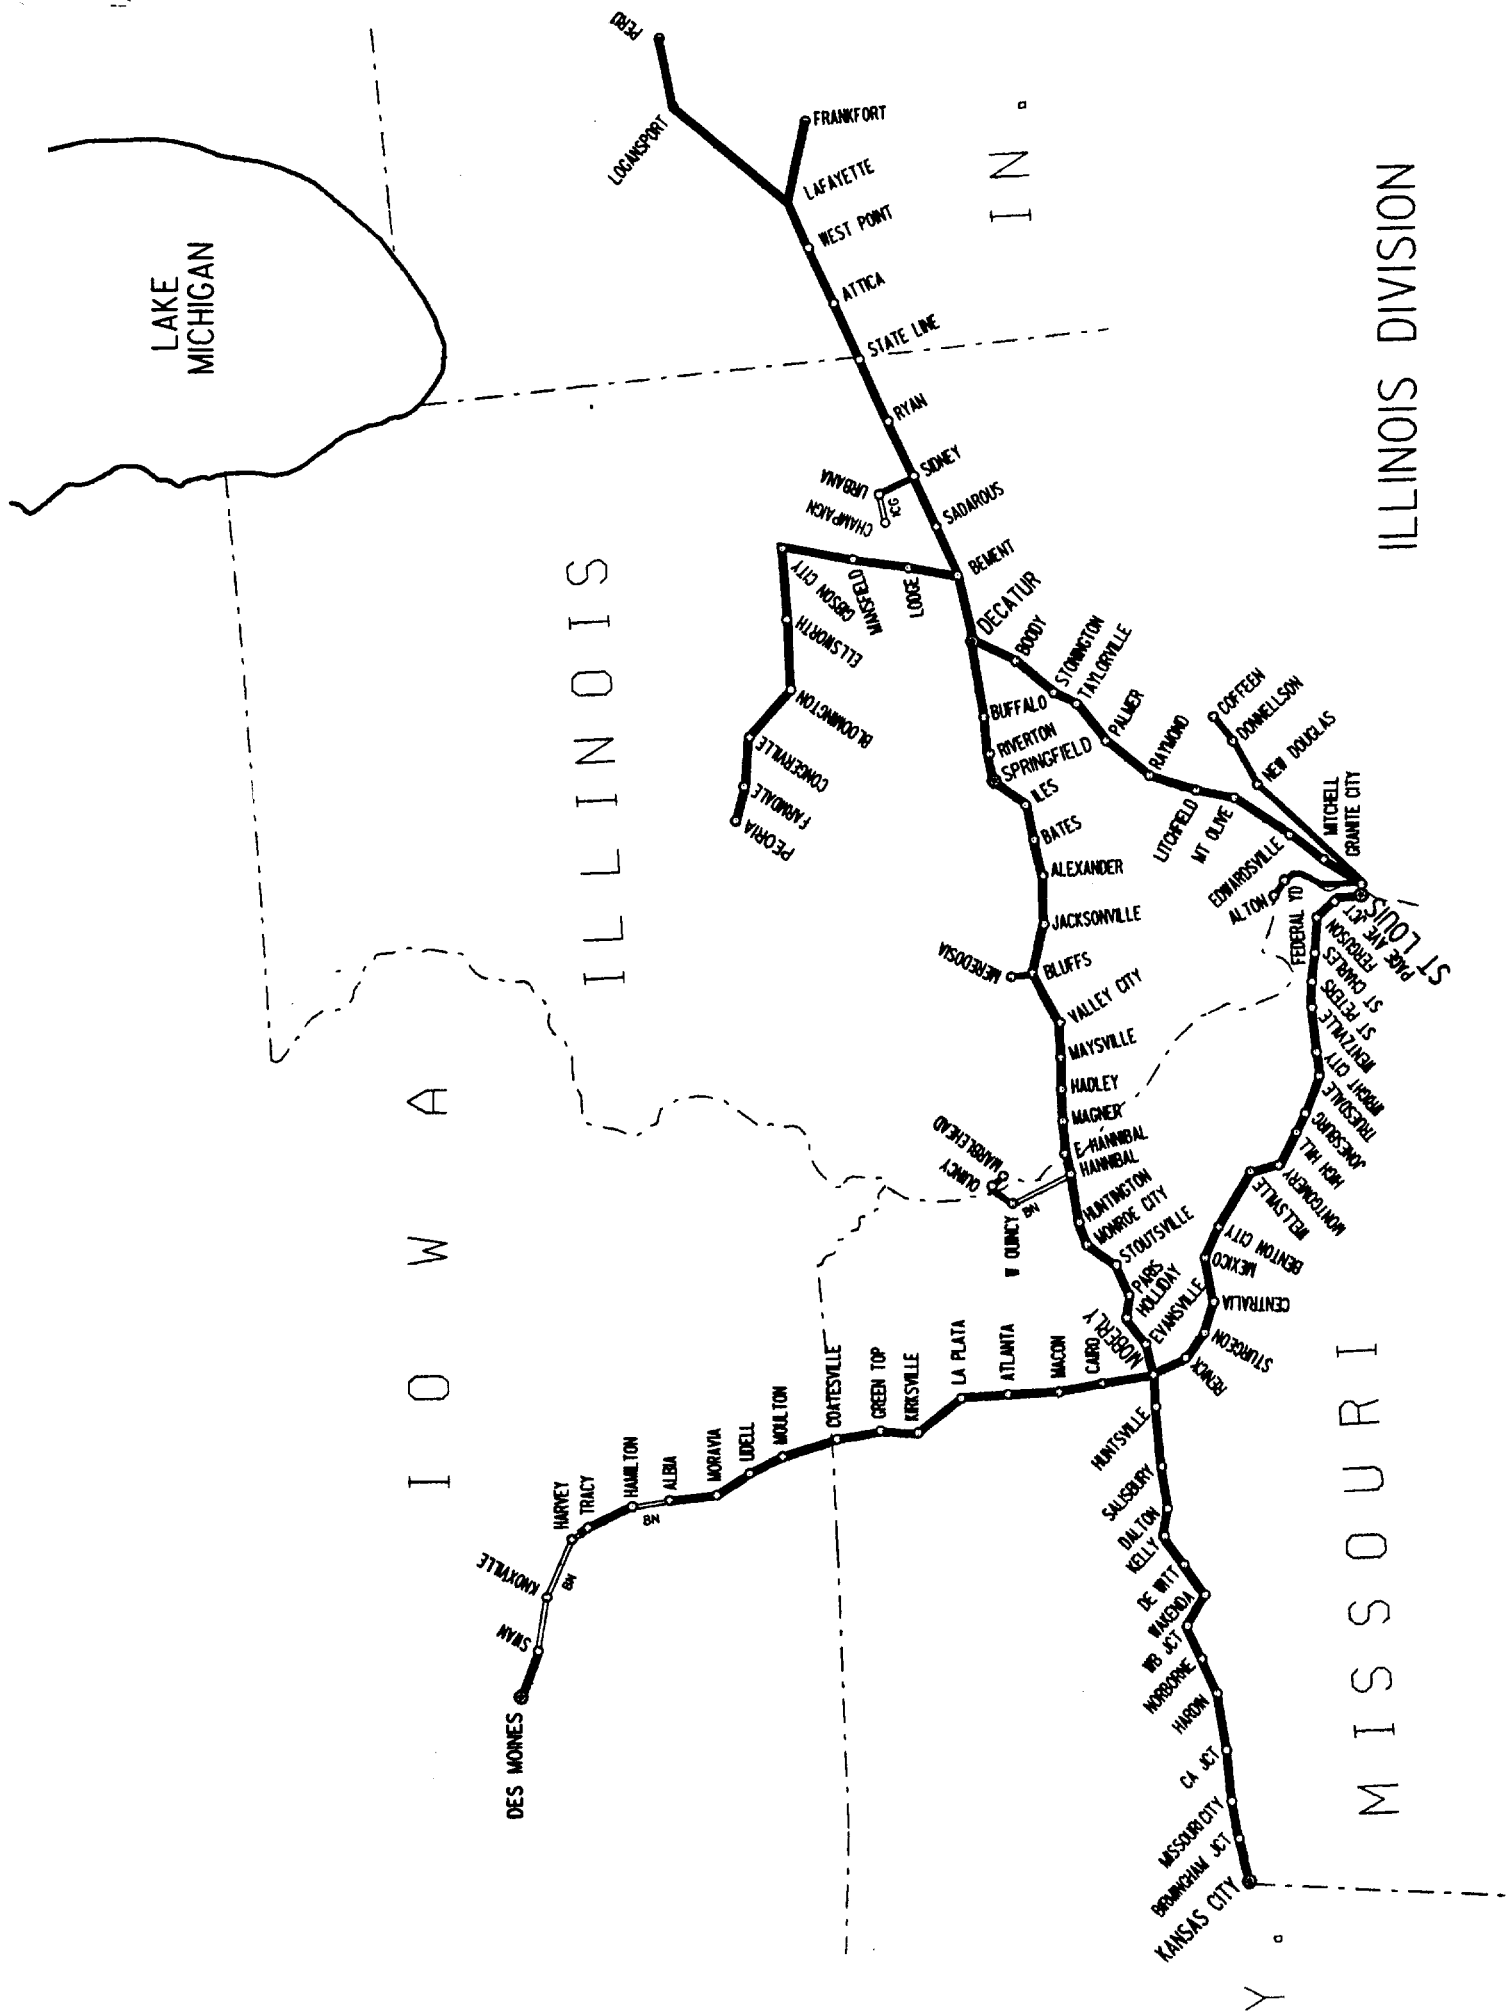 LAKE
MICHIGAN
ILLINOIS
IOWA
MISSOURI
IN.
Y.
ILLINOIS DIVISION
PERU
LOGANSPORT
FRANKFORT
LAFAYETTE
WEST POINT
ATTICA
STATE LINE
RYAN
SIDNEY
URBANA
CHAMPAIGN
SADAROUS
BEMENT
LODGE
MANSFIELD
GIBSON CITY
ELLSWORTH
BLOOMINGTON
CONGERVILLE
FARMDALE
PEORIA
DECATUR
BOODY
STONINGTON
TAYLORVILLE
PALMER
RAYMOND
LITCHFIELD
MT OLIVE
EDWARDSVILLE
MITCHELL
GRANITE CITY
COFFEEN
DONNELLSON
NEW DOUGLAS
ALTON
FEDERAL YD
ST LOUIS
PAGE AVE JCT
FERGUSON
ST CHARLES
ST PETERS
WENTZVILLE
WRIGHT CITY
TRUESDALE
JONESBURG
HIGH HILL
MONTGOMERY
WELLSVILLE
BENTON CITY
MEXICO
CENTRALIA
STURGEON
RENICK
BUFFALO
RIVERTON
SPRINGFIELD
ILES
BATES
ALEXANDER
JACKSONVILLE
BLUFFS
MEREDOSIA
VALLEY CITY
MAYSVILLE
HADLEY
MAGNER
E HANNIBAL
HANNIBAL
MARBLEHEAD
QUINCY
W QUINCY
BN
HUNTINGTON
MONROE CITY
STOUTSVILLE
PARIS
HOLLIDAY
EVANSVILLE
MOBERLY
CAIRO
MACON
ATLANTA
LA PLATA
KIRKSVILLE
GREEN TOP
COATESVILLE
MOULTON
UDELL
MORAVIA
ALBIA
BN
HAMILTON
TRACY
HARVEY
BN
KNOXVILLE
SWAN
DES MOINES
HUNTSVILLE
SALISBURY
DALTON
KELLY
DE WITT
WAKENDA
WB JCT
NORBORNE
HARDIN
CA JCT
MISSOURI CITY
BIRMINGHAM JCT
KANSAS CITY